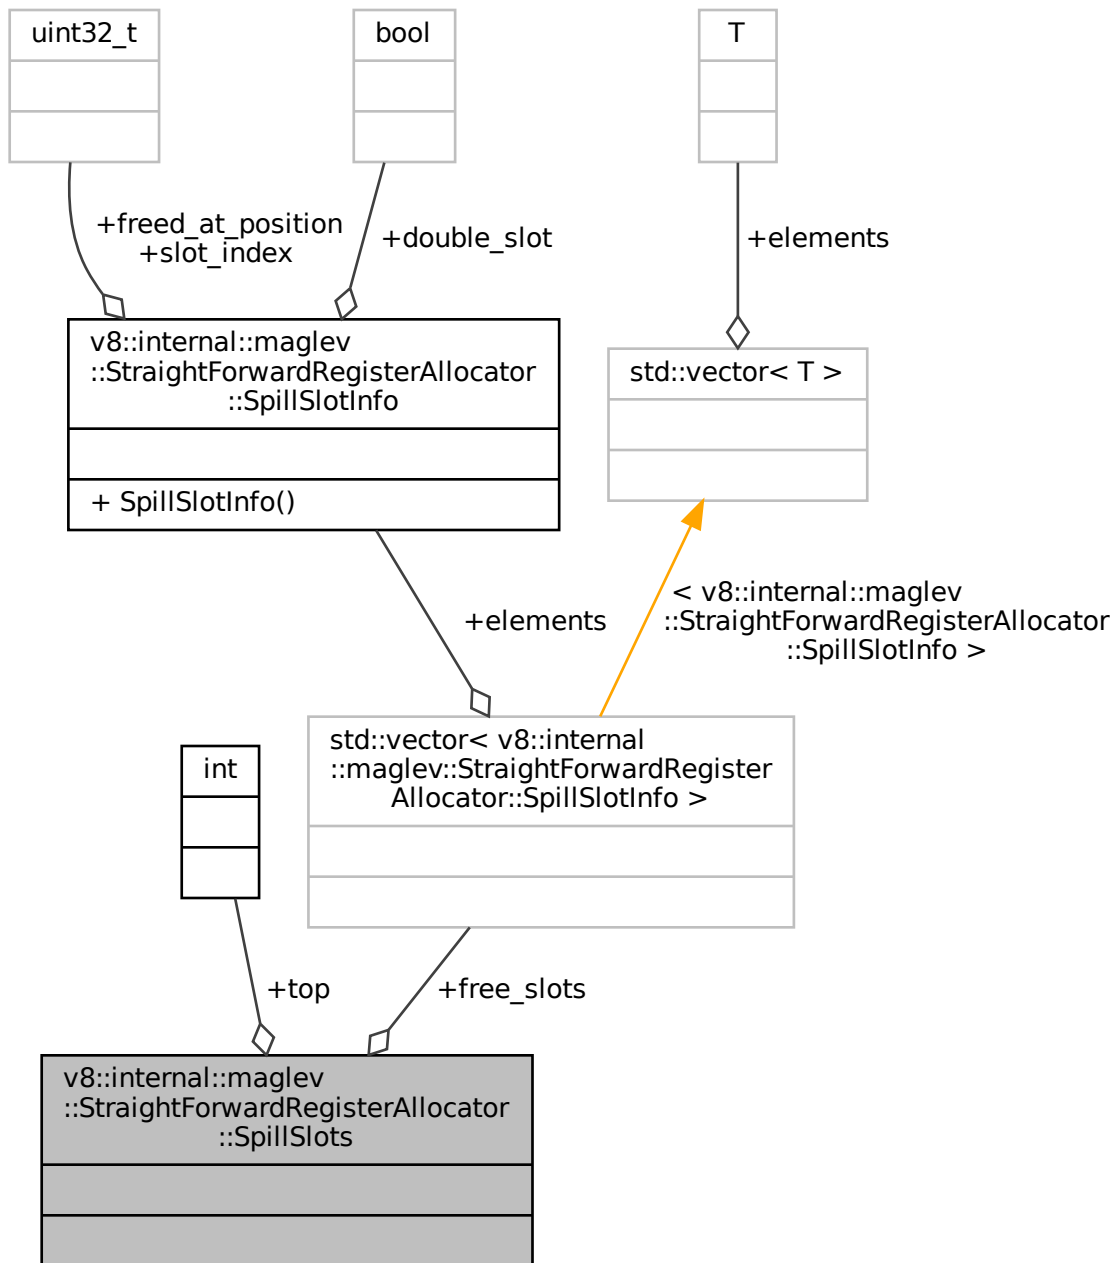 uint32_t
bool
T
+freed_at_position
+slot_index
+double_slot
+elements
v8::internal::maglev
::StraightForwardRegisterAllocator
::SpillSlotInfo
+ SpillSlotInfo()
std::vector< T >
+elements
< v8::internal::maglev
::StraightForwardRegisterAllocator
::SpillSlotInfo >
int
std::vector< v8::internal
::maglev::StraightForwardRegister
Allocator::SpillSlotInfo >
+top
+free_slots
v8::internal::maglev
::StraightForwardRegisterAllocator
::SpillSlots